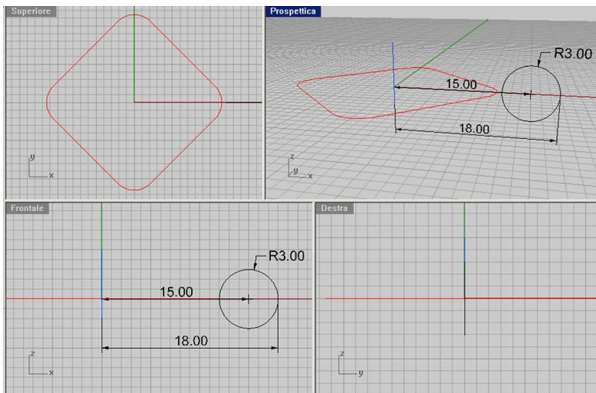 Superiore
y
x
Prospettica
R3.00
15.00
18.00
z
y
x
Frontale
R3.00
15.00
18.00
z
x
Destra
z
y